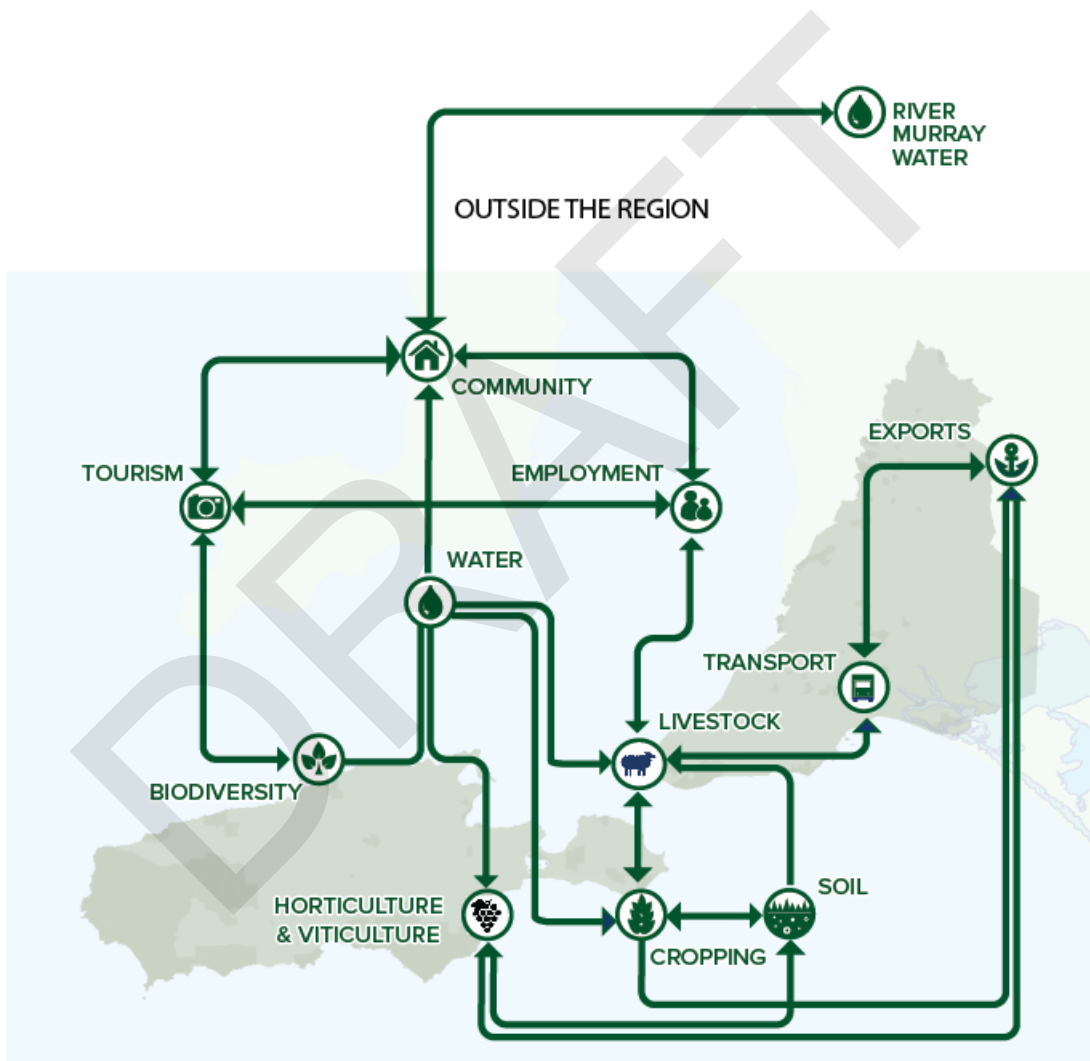 RIVER
MURRAY
WATER
OUTSIDE THE REGION
COMMUNITY
EXPORTS
TOURISM
EMPLOYMENT
WATER
TRANSPORT
LIVESTOCK
BIODIVERSITY
SOIL
HORTICULTURE
& VITICULTURE
CROPPING
DRAFT